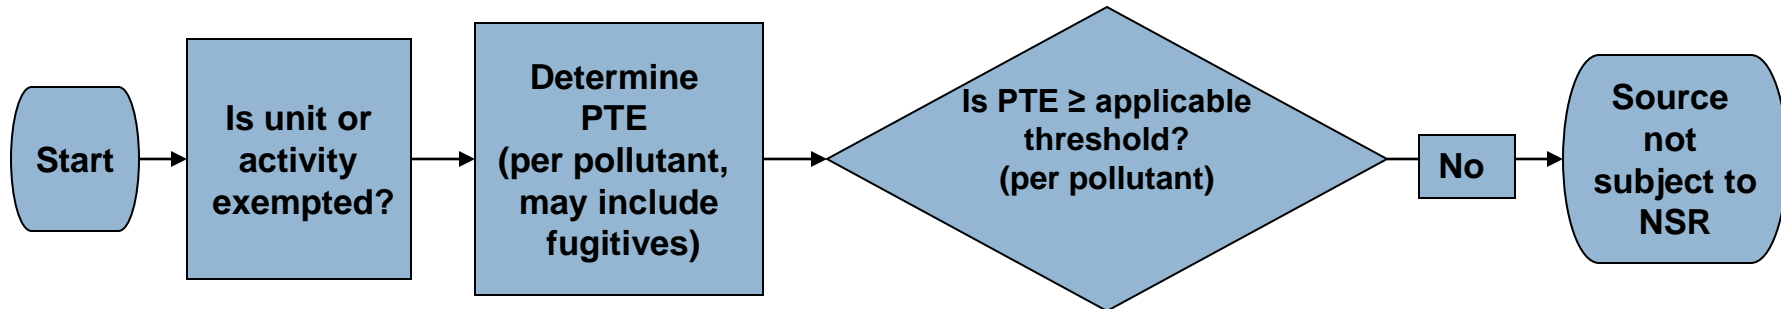 Start
Is unit or
activity
exempted?
Determine
PTE
(per pollutant,
may include
fugitives)
Is PTE ≥ applicable
threshold?
(per pollutant)
No
Source
not
subject to
NSR